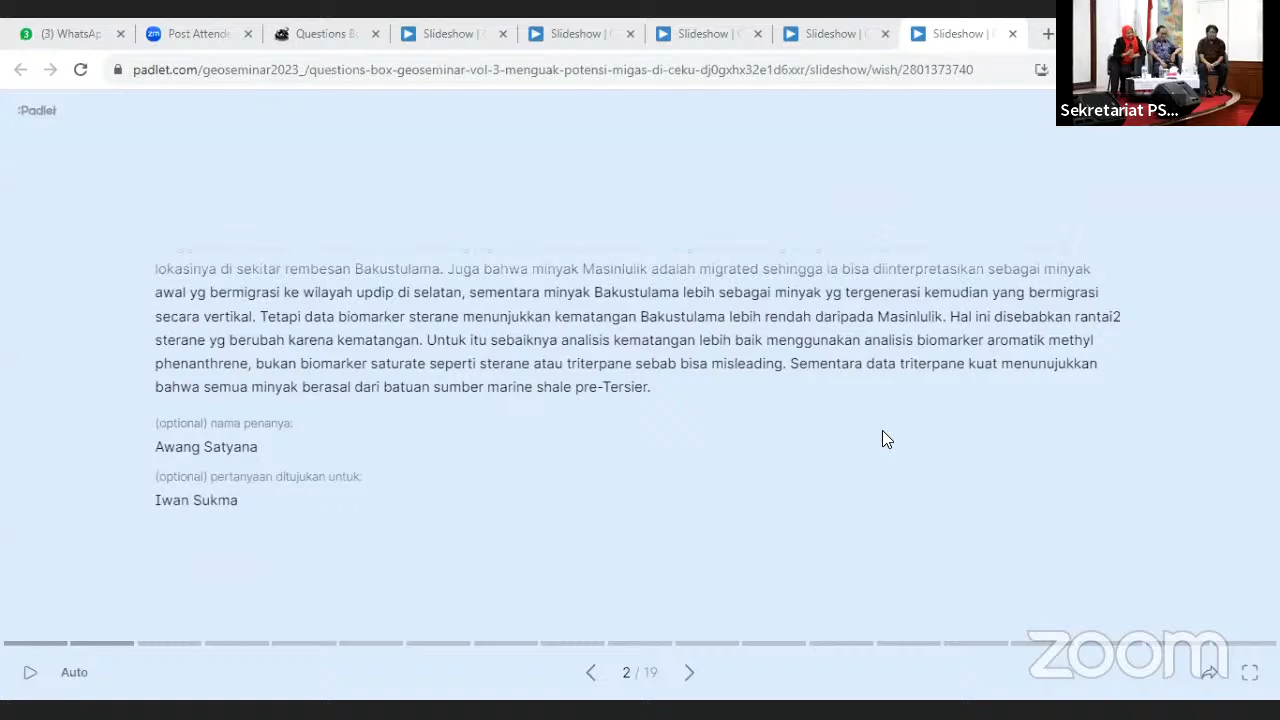 (3) WhatsAp
Post Attende
Questions Bo
Slideshow | (
Slideshow | (
Slideshow | (
Slideshow | (
Slideshow | (
padlet.com/geoseminar2023_/questions-box-geoseminar-vol-3-menguak-potensi-migas-di-ceku-dj0gxhx32e1d6xxr/slideshow/wish/2801373740
Sekretariat PS...
:Padlet
lokasinya di sekitar rembesan Bakustulama. Juga bahwa minyak Masinlulik adalah migrated sehingga ia bisa diinterpretasikan sebagai minyak
awal yg bermigrasi ke wilayah updip di selatan, sementara minyak Bakustulama lebih sebagai minyak yg tergenerasi kemudian yang bermigrasi
secara vertikal. Tetapi data biomarker sterane menunjukkan kematangan Bakustulama lebih rendah daripada Masinlulik. Hal ini disebabkan rantai2
sterane yg berubah karena kematangan. Untuk itu sebaiknya analisis kematangan lebih baik menggunakan analisis biomarker aromatik methyl
phenanthrene, bukan biomarker saturate seperti sterane atau triterpane sebab bisa misleading. Sementara data triterpane kuat menunujukkan
bahwa semua minyak berasal dari batuan sumber marine shale pre-Tersier.
(optional) nama penanya:
Awang Satyana
(optional) pertanyaan ditujukan untuk:
Iwan Sukma
Auto
2 / 19
zoom